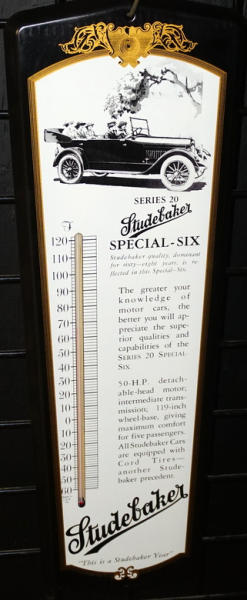 SERIES 20
Studebaker
SPECIAL-SIX
Studebaker quality, dominant
for sixty-eight years, is re-
flected in this Special-Six.
The greater your
knowledge of
motor cars, the
better you will ap-
preciate the supe-
rior qualities and
capabilities of the
SERIES 20 SPECIAL-
SIX
50-H.P. detach-
able-head motor;
intermediate trans-
mission; 119-inch
wheel-base, giving
maximum comfort
for five passengers.
All Studebaker Cars
are equipped with
Cord Tires—
another Stude-
baker precedent.
°F
120
110
100
90
80
70
60
50
40
30
20
10
0
10
20
30
40
50
60
Studebaker
"This is a Studebaker Year"